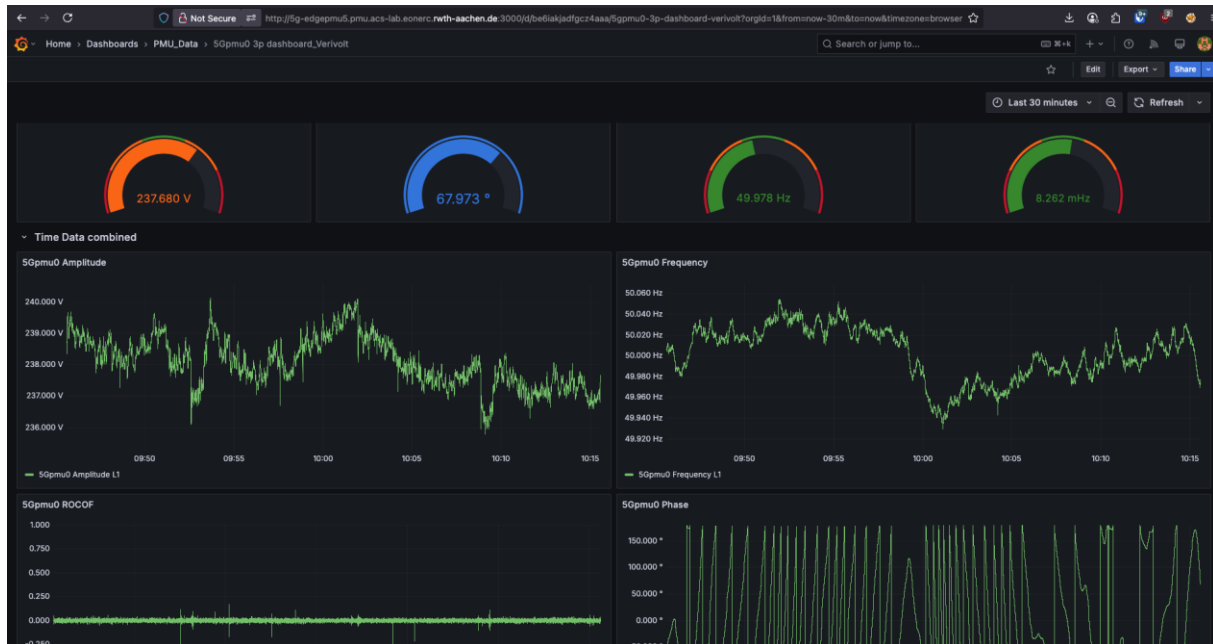 Not Secure http://5g-edgepmu5.pmu.acs-lab.eonerc.rwth-aachen.de:3000/d/be6iakjadfgcz4aaa/5gpmu0-3p-dashboard-verivolt?orgId=1&from=now-30m&to=now&timezone=browser
Home › Dashboards › PMU_Data › 5Gpmu0 3p dashboard_Verivolt
Search or jump to...
⌘+k
Edit
Export
Share
Last 30 minutes
Refresh
237.680 V
67.973 °
49.978 Hz
8.262 mHz
Time Data combined
5Gpmu0 Amplitude
240.000 V
239.000 V
238.000 V
237.000 V
236.000 V
09:50 09:55 10:00 10:05 10:10 10:15
5Gpmu0 Amplitude L1
5Gpmu0 Frequency
50.060 Hz
50.040 Hz
50.020 Hz
50.000 Hz
49.980 Hz
49.960 Hz
49.940 Hz
49.920 Hz
09:50 09:55 10:00 10:05 10:10 10:15
5Gpmu0 Frequency L1
5Gpmu0 ROCOF
1.000
0.750
0.500
0.250
0.000
-0.250
5Gpmu0 Phase
150.000 °
100.000 °
50.000 °
0.000 °